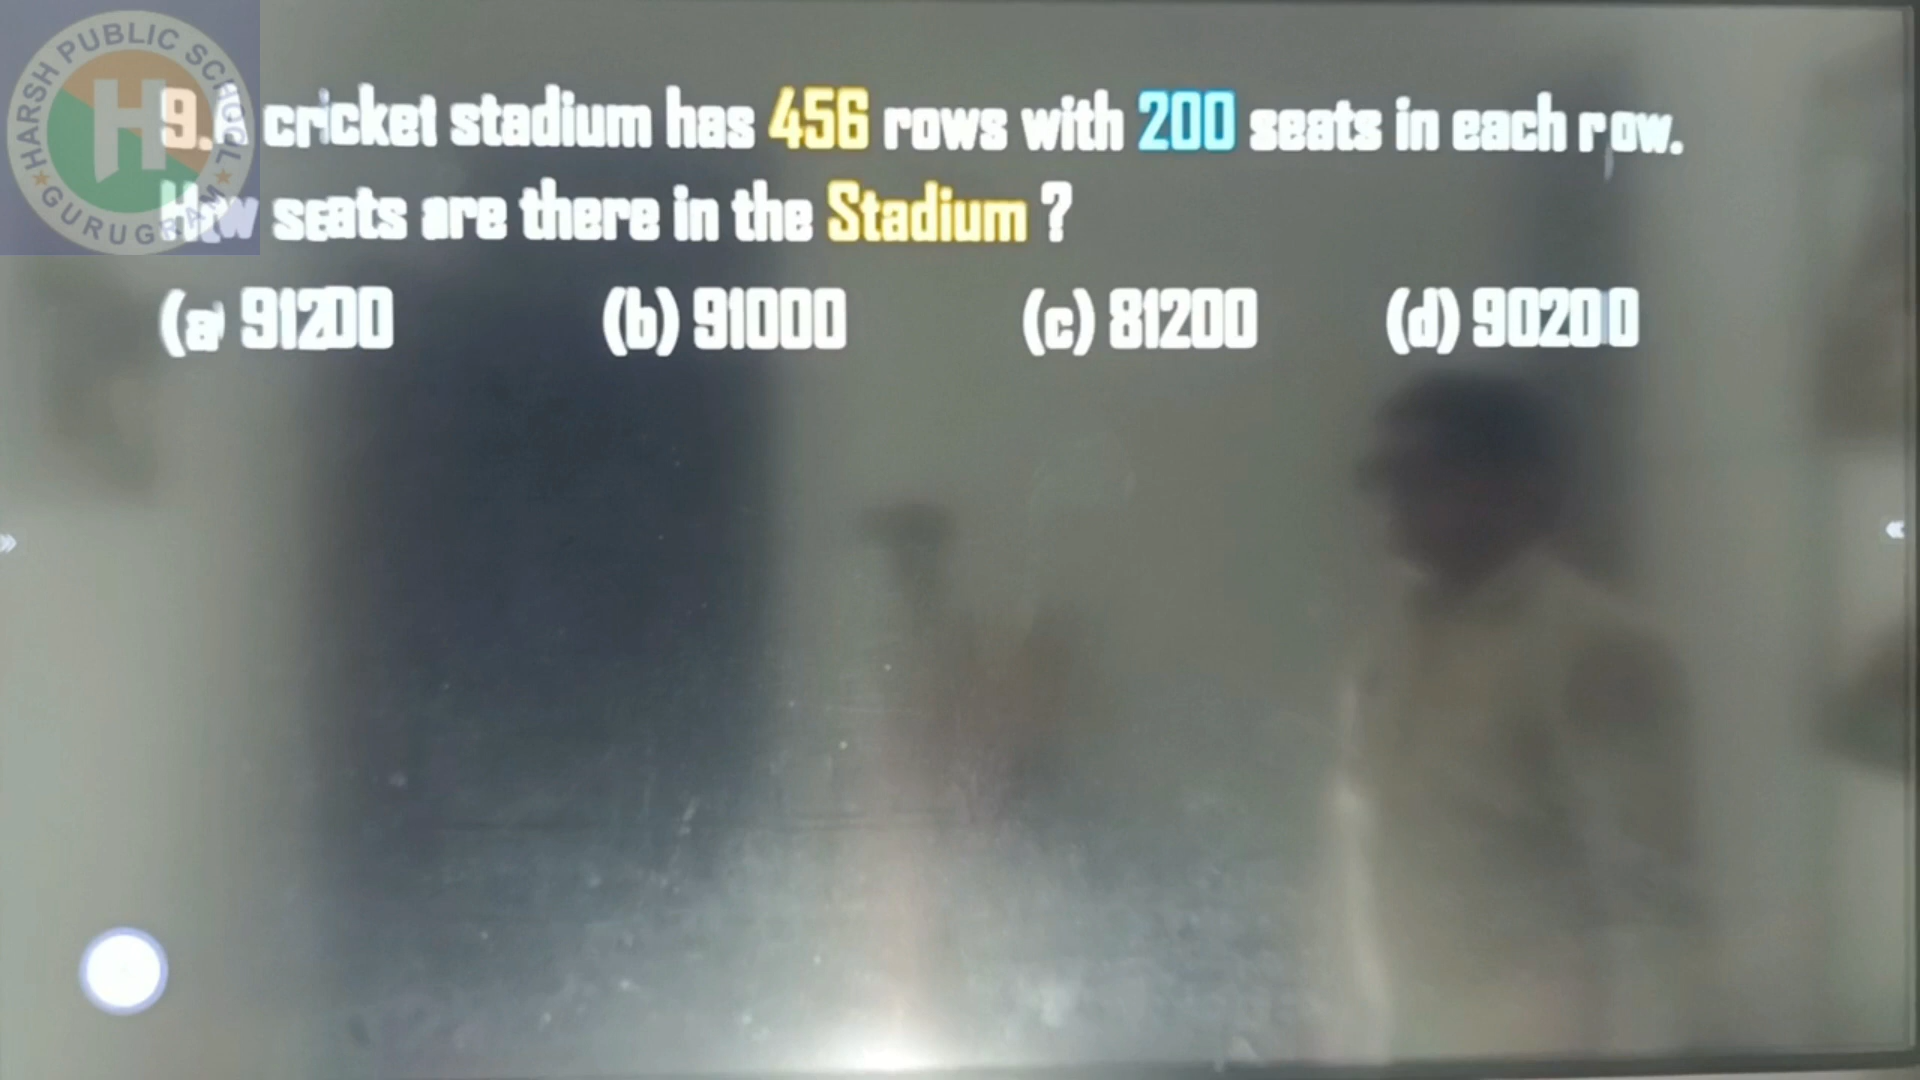 HARSH PUBLIC SCHOOL
GURUGRAM
H
9.A cricket stadium has 456 rows with 200 seats in each row.
How seats are there in the Stadium ?
(a) 91200 (b) 91000 (c) 81200 (d) 90200